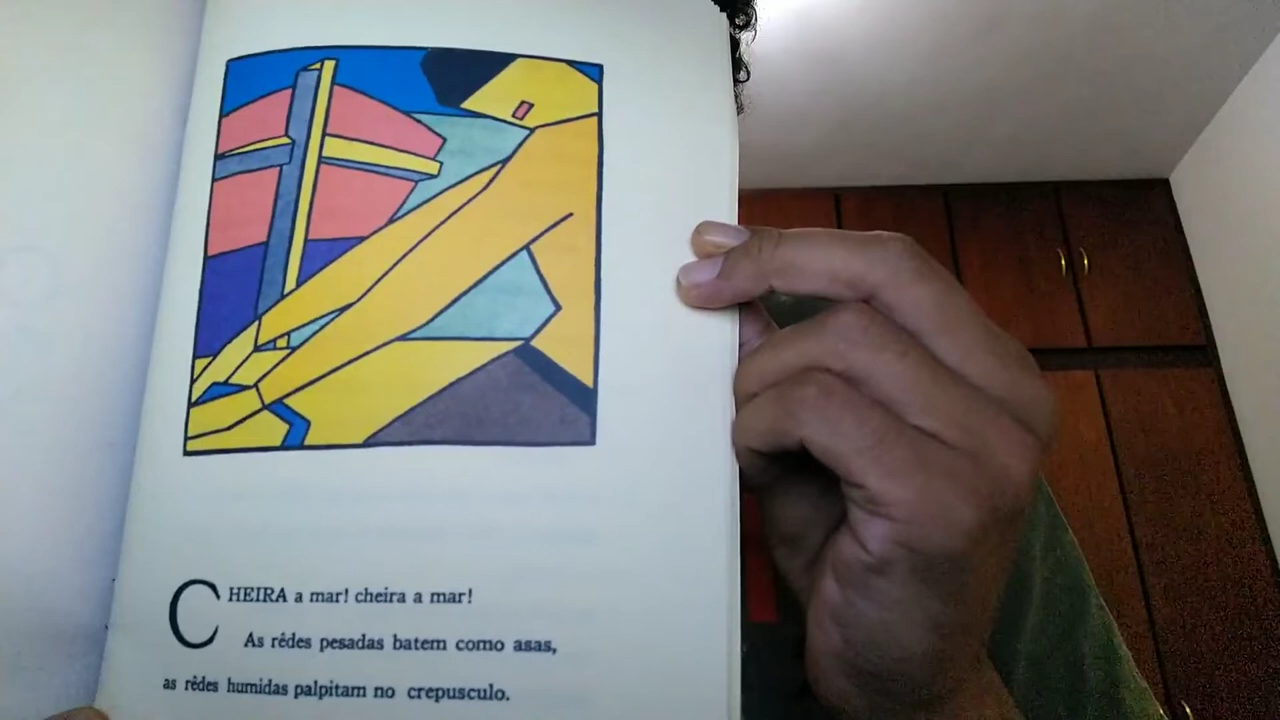 CHEIRA a mar! cheira a mar!
As rêdes pesadas batem como asas,
as rêdes humidas palpitam no crepusculo.